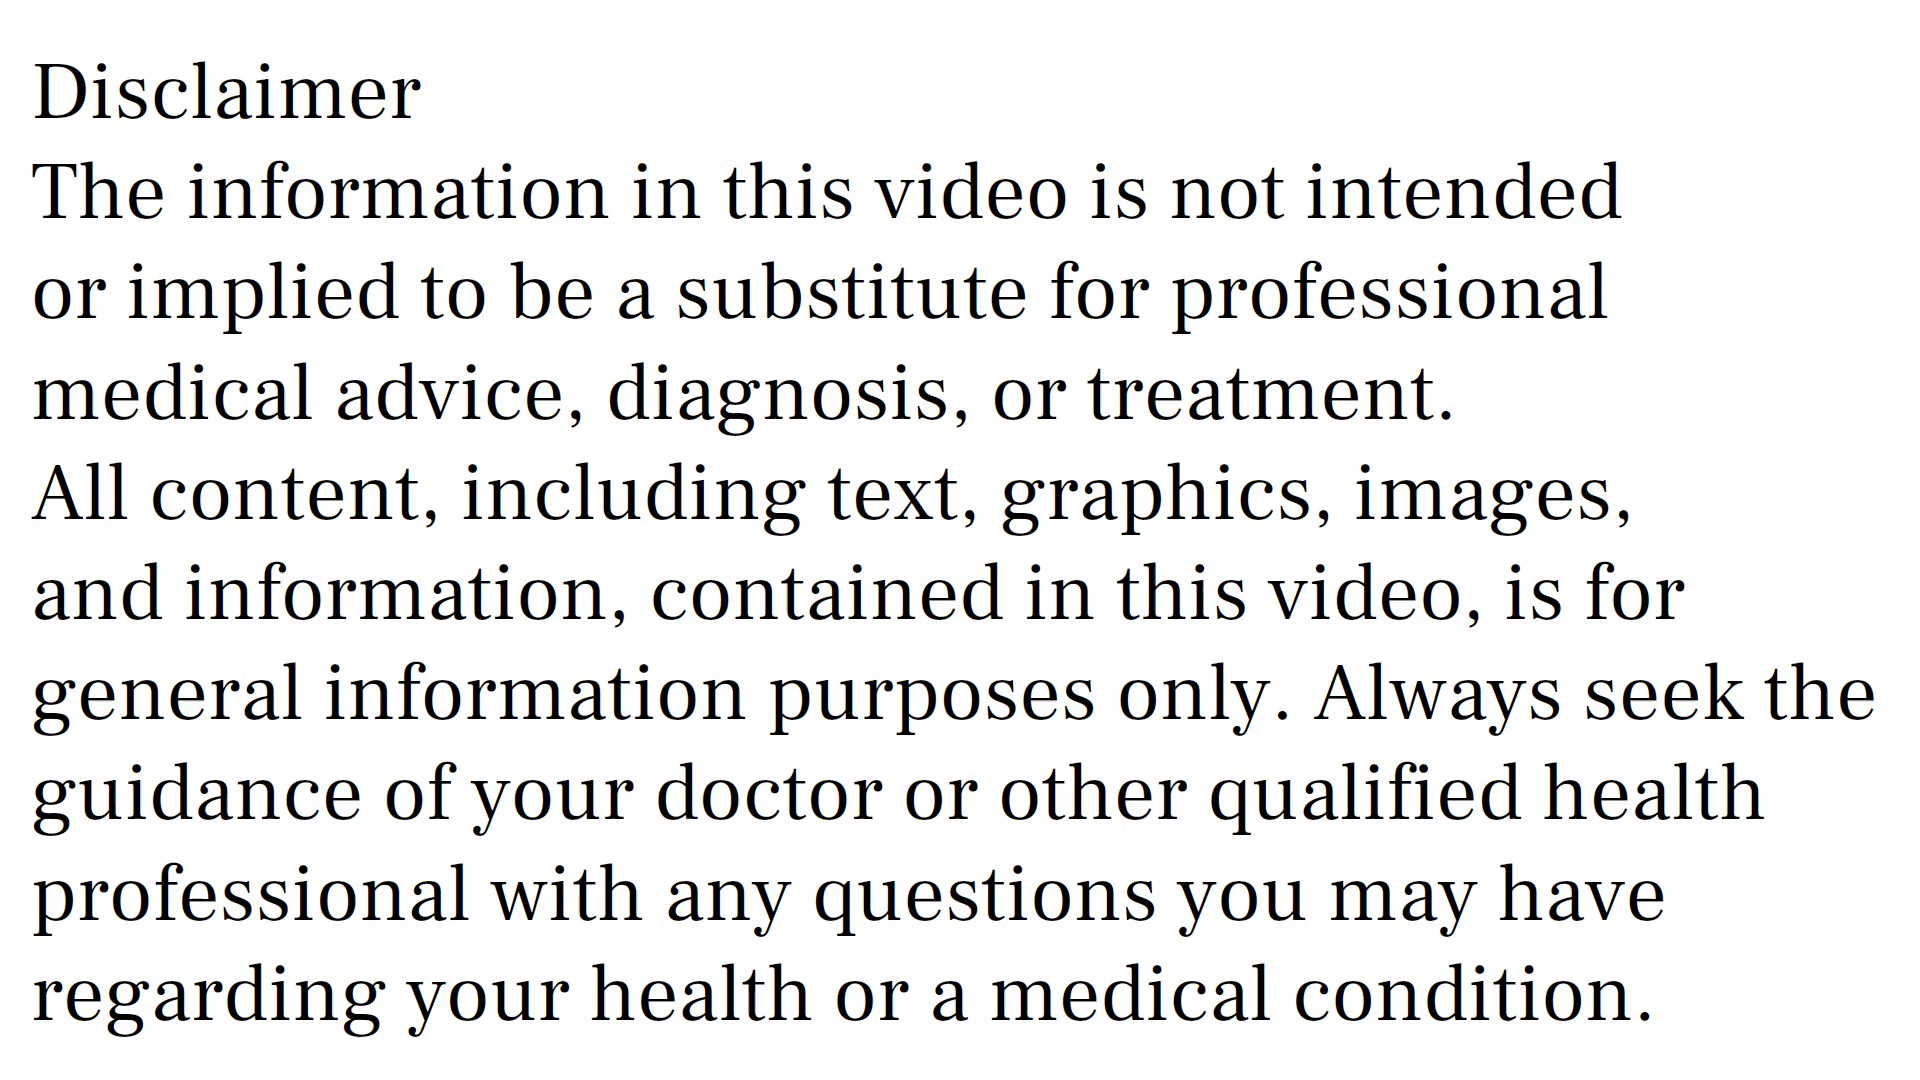 Disclaimer
The information in this video is not intended
or implied to be a substitute for professional
medical advice, diagnosis, or treatment.
All content, including text, graphics, images,
and information, contained in this video, is for
general information purposes only. Always seek the
guidance of your doctor or other qualified health
professional with any questions you may have
regarding your health or a medical condition.